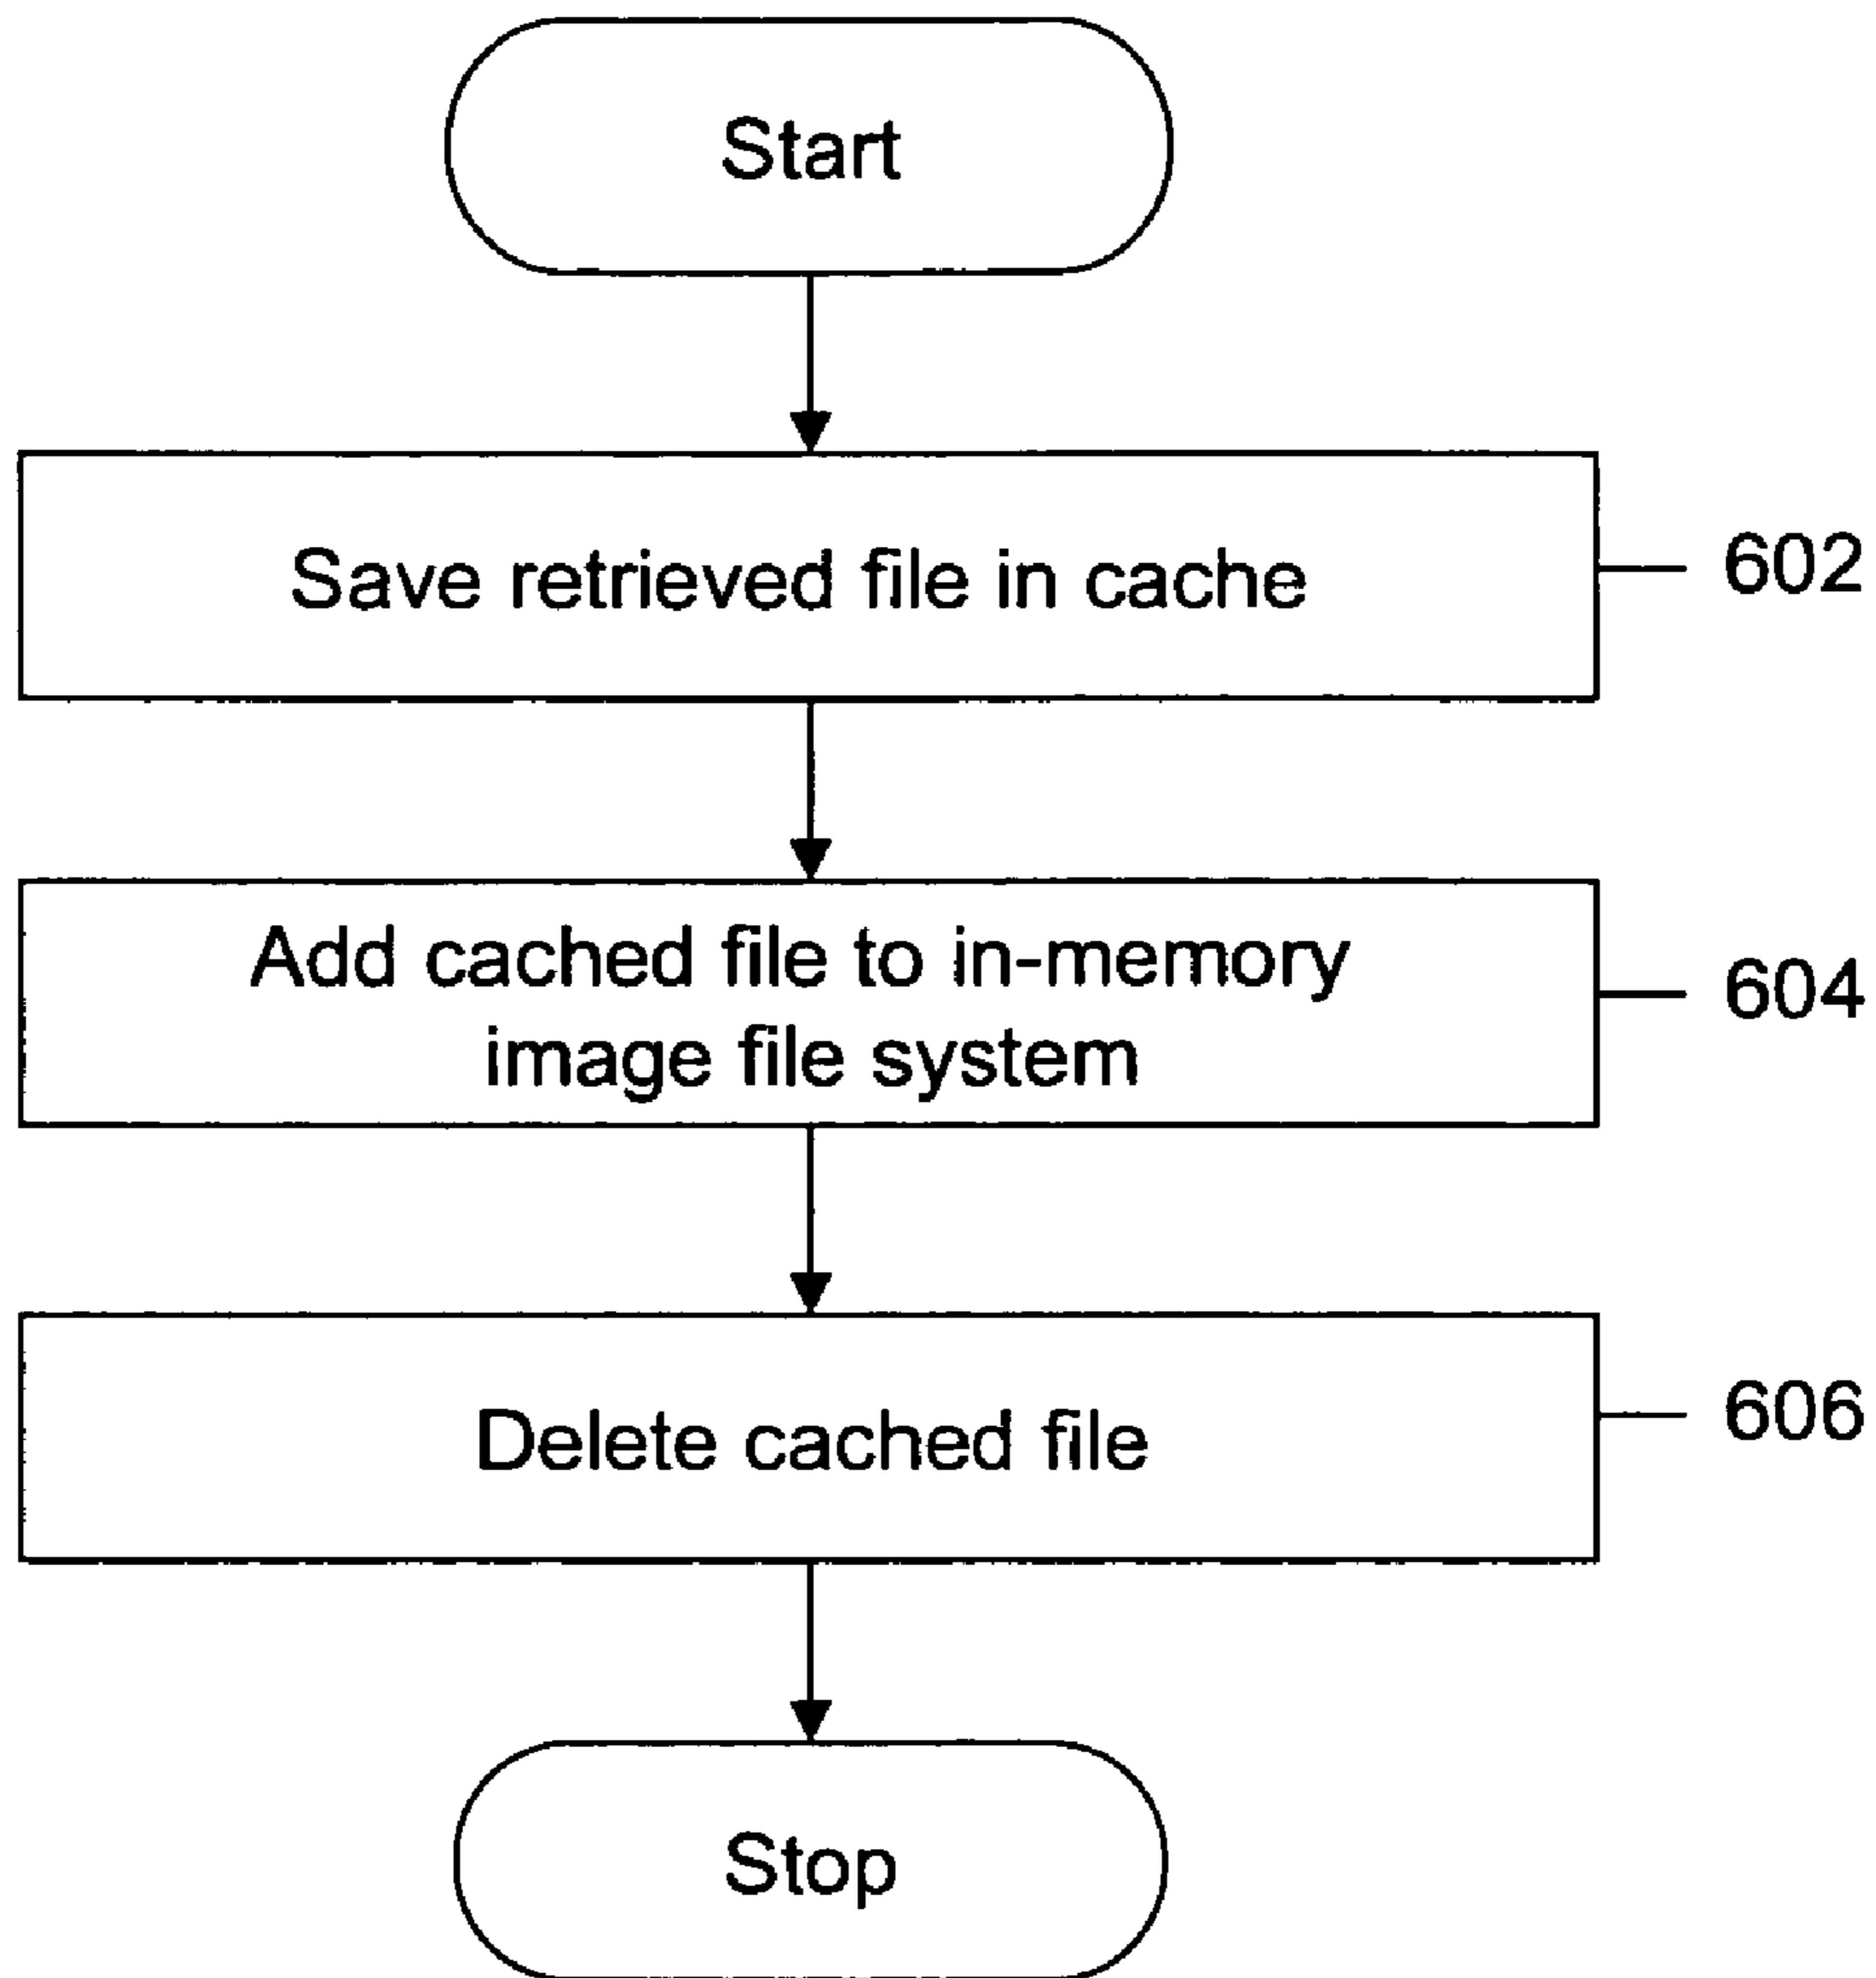 Start
Save retrieved file in cache
602
Add cached file to in-memory
image file system
604
Delete cached file
606
Stop